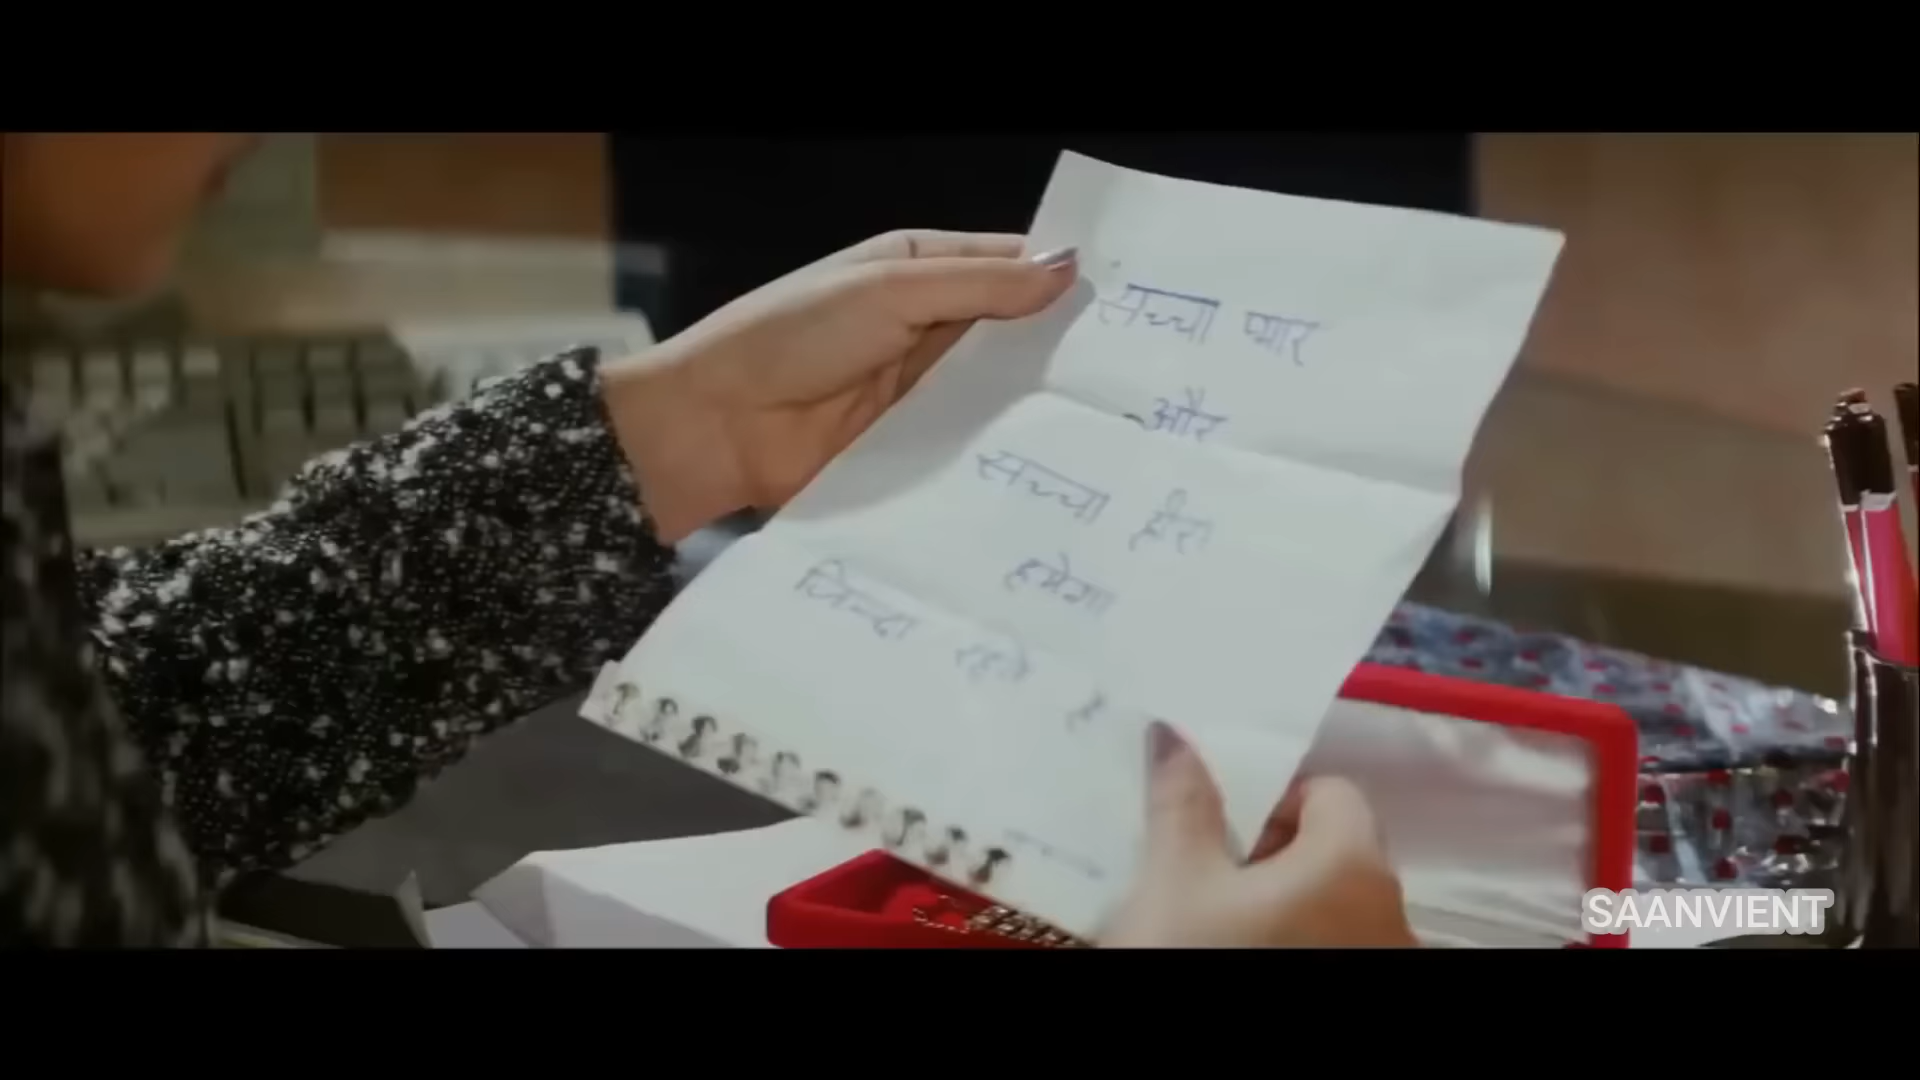 सच्चा प्यार
और
सच्चा हीरा
हमेशा
जिन्दा रहते है
SAANVIENT